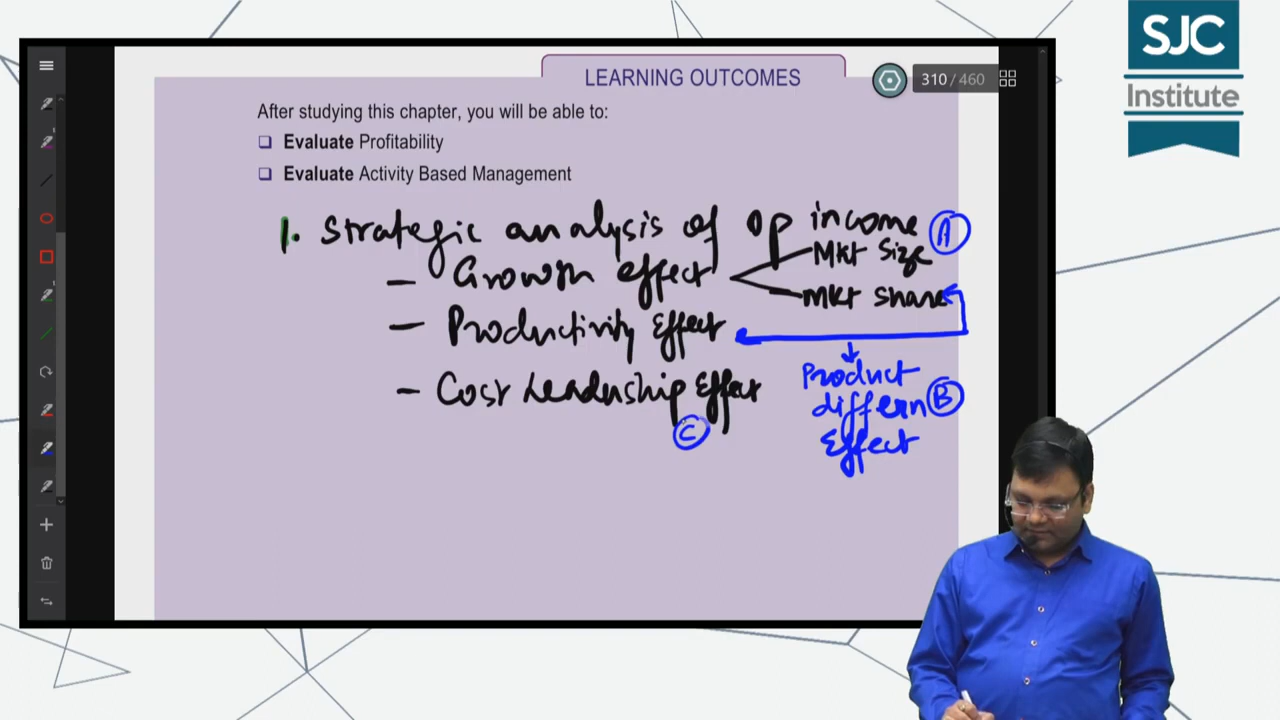 SJC
Institute
LEARNING OUTCOMES
310 / 460
After studying this chapter, you will be able to:
Evaluate Profitability
Evaluate Activity Based Management
1. Strategic analysis of op income A
- Growth effect
Mkt Size
Mkt share
- Productivity Effect
Product
differn B
Effect
- Cost Leadership Effect
C